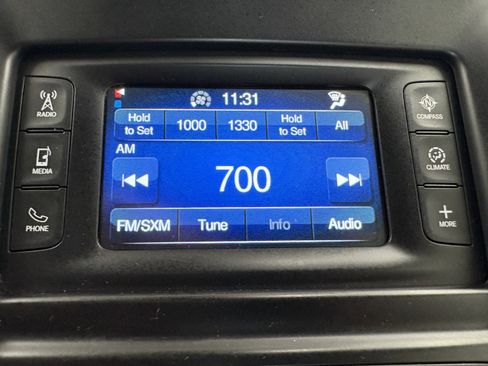 11:31
Hold to Set 1000 1330 Hold to Set All
AM
700
FM/SXM Tune Info Audio
RADIO
MEDIA
PHONE
N
COMPASS
CLIMATE
MORE